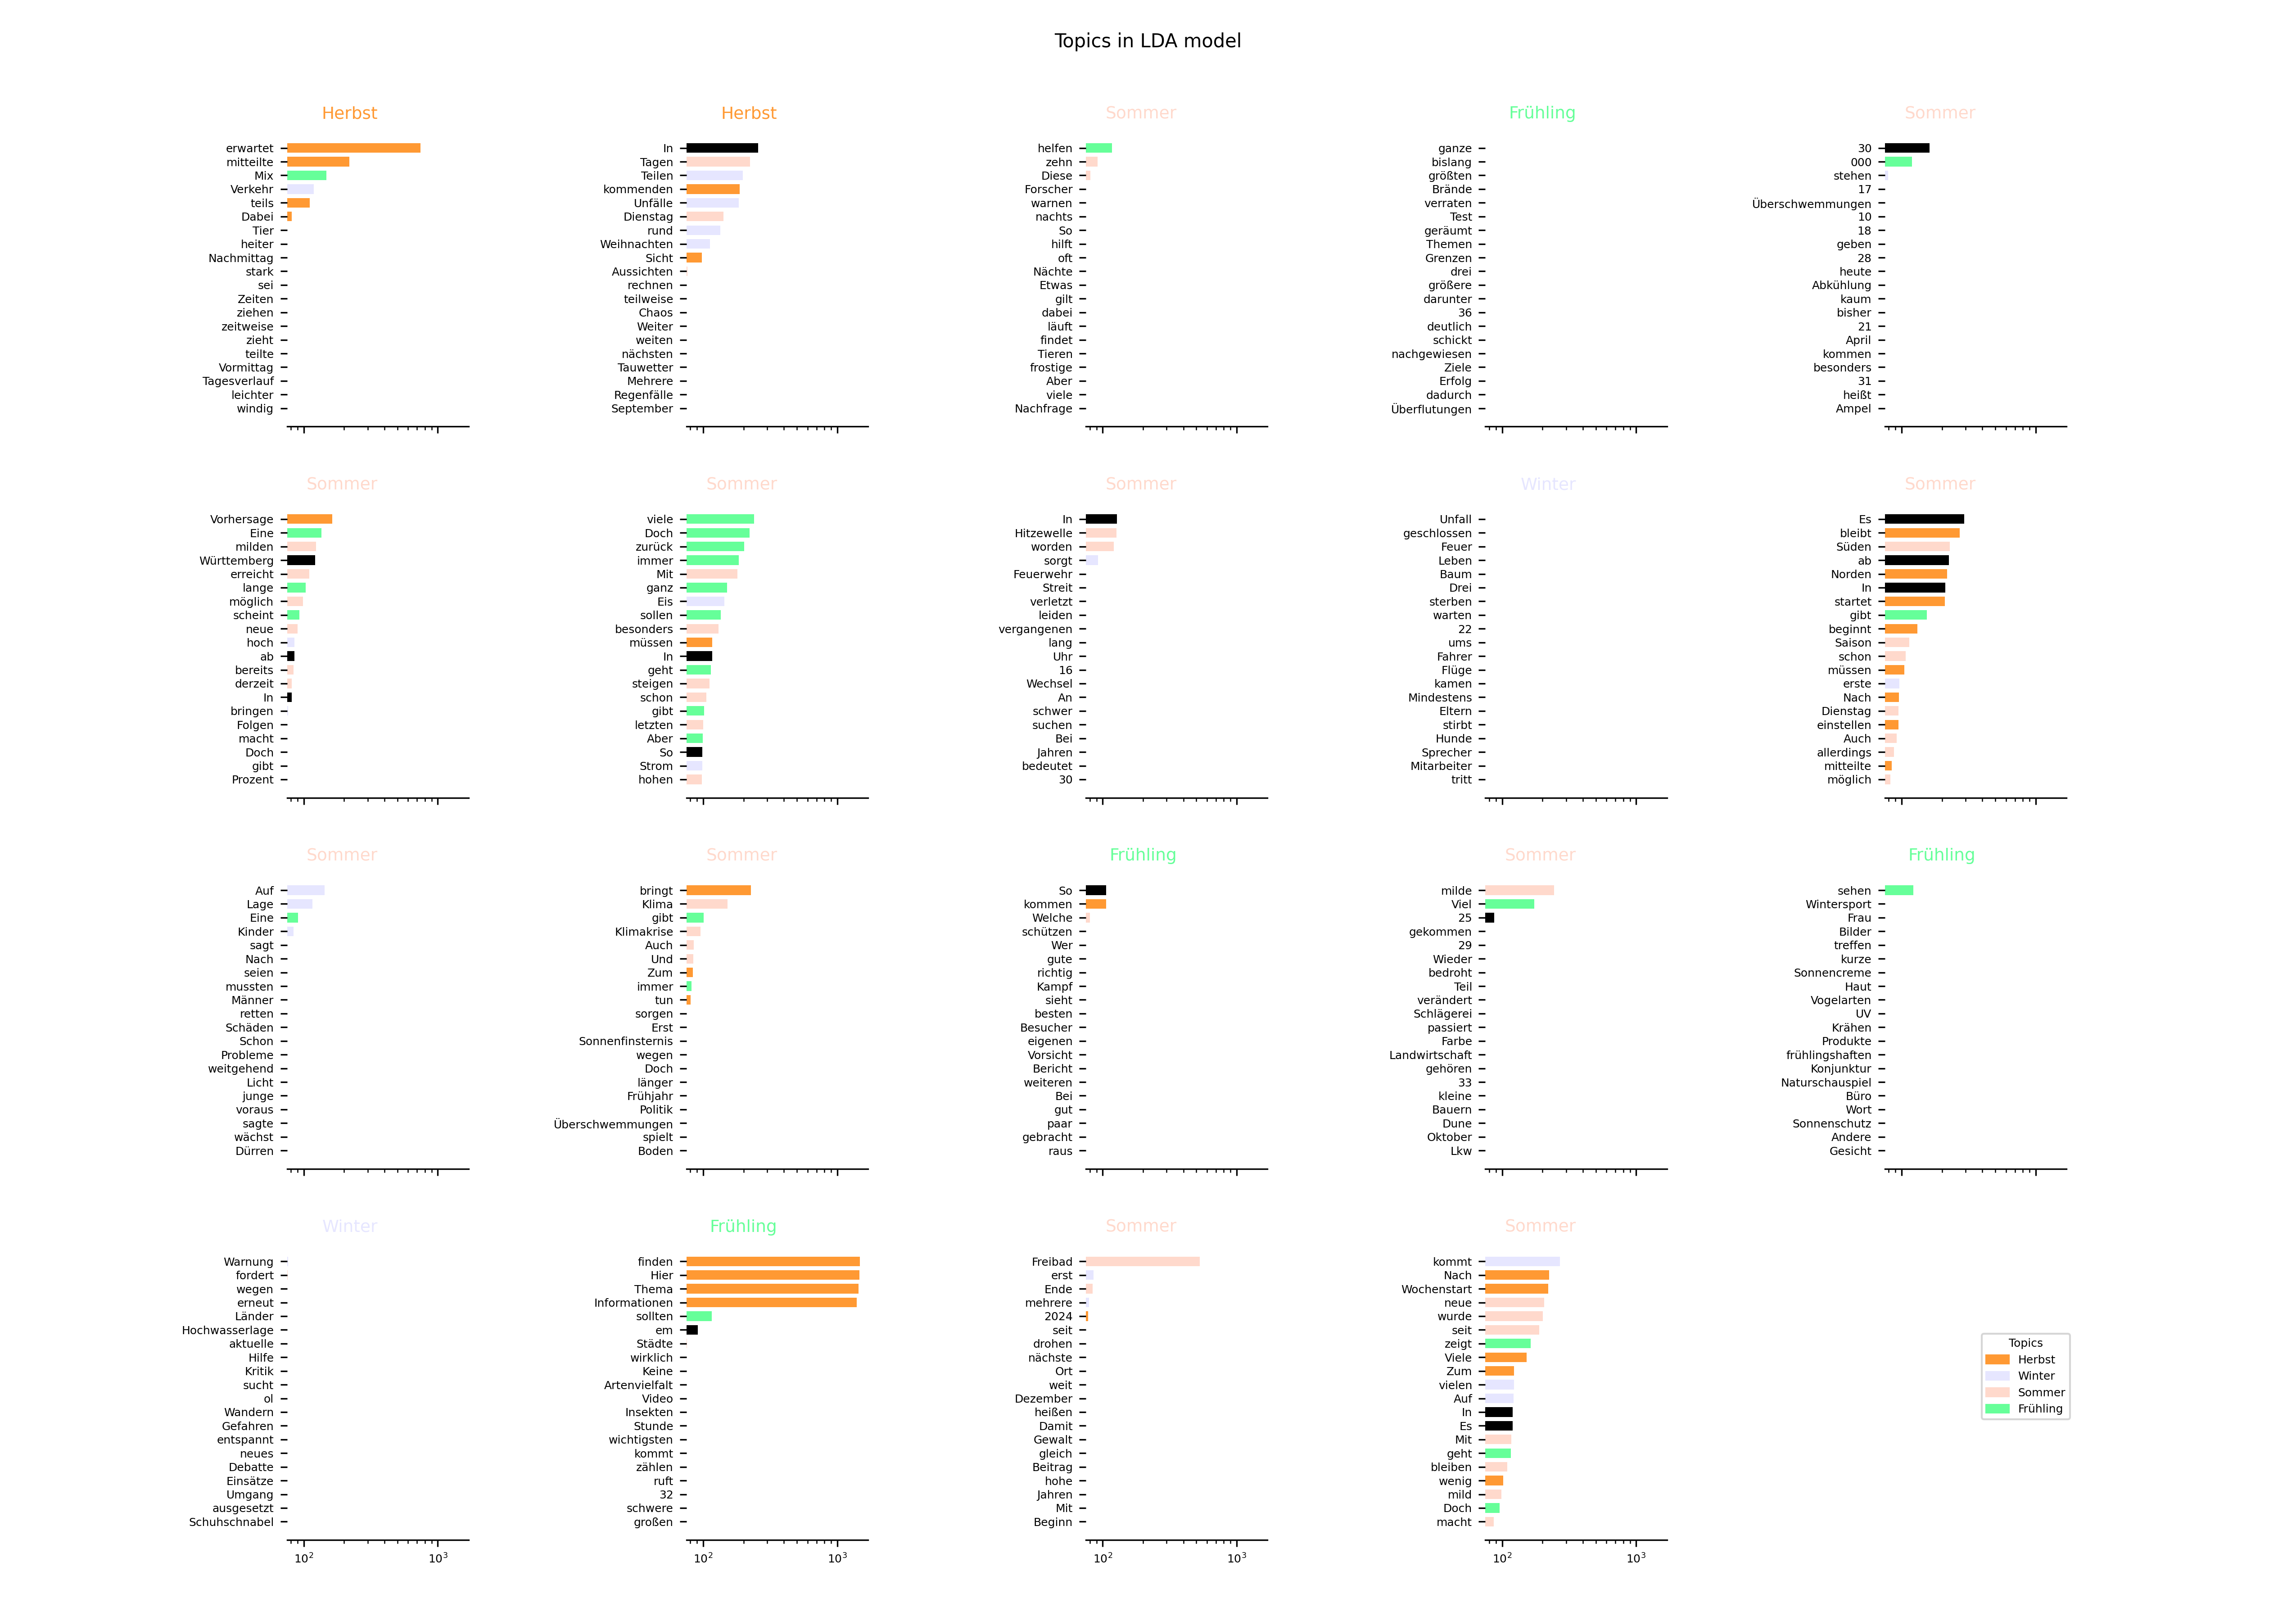 Topics in LDA model
Herbst
erwartet
mitteilte
Mix
Verkehr
teils
Dabei
Tier
heiter
Nachmittag
stark
sei
Zeiten
ziehen
zeitweise
zieht
teilte
Vormittag
Tagesverlauf
leichter
windig
Herbst
In
Tagen
Teilen
kommenden
Unfälle
Dienstag
rund
Weihnachten
Sicht
Aussichten
rechnen
teilweise
Chaos
Weiter
weiten
nächsten
Tauwetter
Mehrere
Regenfälle
September
Sommer
helfen
zehn
Diese
Forscher
warnen
nachts
So
hilft
oft
Nächte
Etwas
gilt
dabei
läuft
findet
Tieren
frostige
Aber
viele
Nachfrage
Frühling
ganze
bislang
größten
Brände
verraten
Test
geräumt
Themen
Grenzen
drei
größere
darunter
36
deutlich
schickt
nachgewiesen
Ziele
Erfolg
dadurch
Überflutungen
Sommer
30
000
stehen
17
Überschwemmungen
10
18
geben
28
heute
Abkühlung
kaum
bisher
21
April
kommen
besonders
31
heißt
Ampel
Sommer
Vorhersage
Eine
milden
Württemberg
erreicht
lange
möglich
scheint
neue
hoch
ab
bereits
derzeit
In
bringen
Folgen
macht
Doch
gibt
Prozent
Sommer
viele
Doch
zurück
immer
Mit
ganz
Eis
sollen
besonders
müssen
In
geht
steigen
schon
gibt
letzten
Aber
So
Strom
hohen
Sommer
In
Hitzewelle
worden
sorgt
Feuerwehr
Streit
verletzt
leiden
vergangenen
lang
Uhr
16
Wechsel
An
schwer
suchen
Bei
Jahren
bedeutet
30
Winter
Unfall
geschlossen
Feuer
Leben
Baum
Drei
sterben
warten
22
ums
Fahrer
Flüge
kamen
Mindestens
Eltern
stirbt
Hunde
Sprecher
Mitarbeiter
tritt
Sommer
Es
bleibt
Süden
ab
Norden
In
startet
gibt
beginnt
Saison
schon
müssen
erste
Nach
Dienstag
einstellen
Auch
allerdings
mitteilte
möglich
Sommer
Auf
Lage
Eine
Kinder
sagt
Nach
seien
mussten
Männer
retten
Schäden
Schon
Probleme
weitgehend
Licht
junge
voraus
sagte
wächst
Dürren
Sommer
bringt
Klima
gibt
Klimakrise
Auch
Und
Zum
immer
tun
sorgen
Erst
Sonnenfinsternis
wegen
Doch
länger
Frühjahr
Politik
Überschwemmungen
spielt
Boden
Frühling
So
kommen
Welche
schützen
Wer
gute
richtig
Kampf
sieht
besten
Besucher
eigenen
Vorsicht
Bericht
weiteren
Bei
gut
paar
gebracht
raus
Sommer
milde
Viel
25
gekommen
29
Wieder
bedroht
Teil
verändert
Schlägerei
passiert
Farbe
Landwirtschaft
gehören
33
kleine
Bauern
Dune
Oktober
Lkw
Frühling
sehen
Wintersport
Frau
Bilder
treffen
kurze
Sonnencreme
Haut
Vogelarten
UV
Krähen
Produkte
frühlingshaften
Konjunktur
Naturschauspiel
Büro
Wort
Sonnenschutz
Andere
Gesicht
Winter
Warnung
fordert
wegen
erneut
Länder
Hochwasserlage
aktuelle
Hilfe
Kritik
sucht
ol
Wandern
Gefahren
entspannt
neues
Debatte
Einsätze
Umgang
ausgesetzt
Schuhschnabel
10² 10³
Frühling
finden
Hier
Thema
Informationen
sollten
em
Städte
wirklich
Keine
Artenvielfalt
Video
Insekten
Stunde
wichtigsten
kommt
zählen
ruft
32
schwere
großen
10² 10³
Sommer
Freibad
erst
Ende
mehrere
2024
seit
drohen
nächste
Ort
weit
Dezember
heißen
Damit
Gewalt
gleich
Beitrag
hohe
Jahren
Mit
Beginn
10² 10³
Sommer
kommt
Nach
Wochenstart
neue
wurde
seit
zeigt
Viele
Zum
vielen
Auf
In
Es
Mit
geht
bleiben
wenig
mild
Doch
macht
10² 10³
Topics
Herbst
Winter
Sommer
Frühling